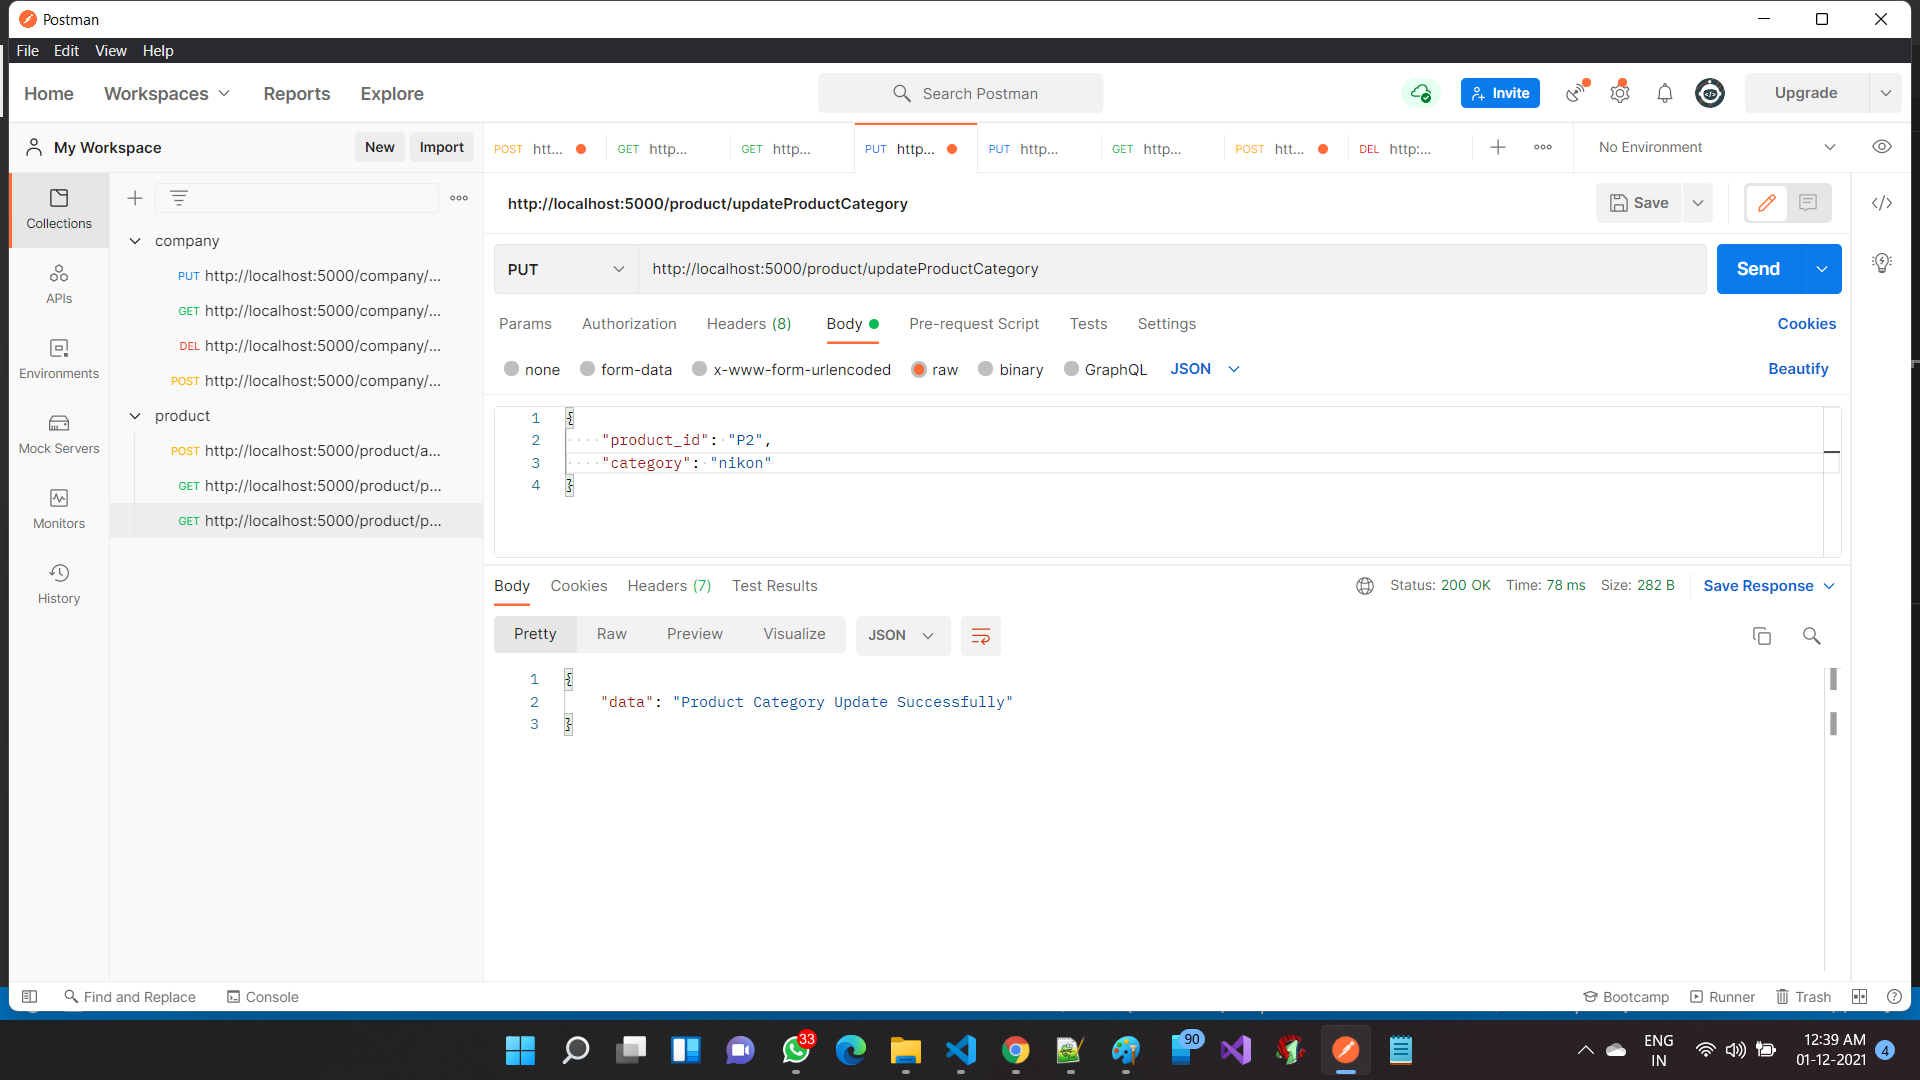 Postman
File Edit View Help
Home Workspaces Reports Explore
Search Postman
Invite
Upgrade
My Workspace
New Import
POST htt... GET http... GET http... PUT http... PUT http... GET http... POST htt... DEL http:...
No Environment
Collections
APIs
Environments
Mock Servers
Monitors
History
company
PUT http://localhost:5000/company/...
GET http://localhost:5000/company/...
DEL http://localhost:5000/company/...
POST http://localhost:5000/company/...
product
POST http://localhost:5000/product/a...
GET http://localhost:5000/product/p...
GET http://localhost:5000/product/p...
http://localhost:5000/product/updateProductCategory
Save
PUT http://localhost:5000/product/updateProductCategory
Send
Params Authorization Headers (8) Body Pre-request Script Tests Settings
Cookies
none form-data x-www-form-urlencoded raw binary GraphQL JSON
Beautify
1 {
2 "product_id": "P2",
3 "category": "nikon"
4 }
Body Cookies Headers (7) Test Results
Status: 200 OK Time: 78 ms Size: 282 B
Save Response
Pretty Raw Preview Visualize JSON
1 {
2 "data": "Product Category Update Successfully"
3 }
Find and Replace Console
Bootcamp Runner Trash
33
90
ENG
IN
12:39 AM
01-12-2021
4